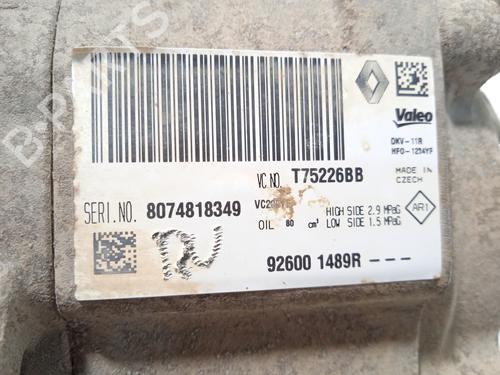 Valeo
DKV-11R
HFO-1234YF
MADE IN
CZECH
VC.NO. T75226BB
SERI.NO. 8074818349
OIL 80 cm³
HIGH SIDE 2.9 MPaG
LOW SIDE 1.5 MPaG
AR1
92600 1489R---
B-PARTS